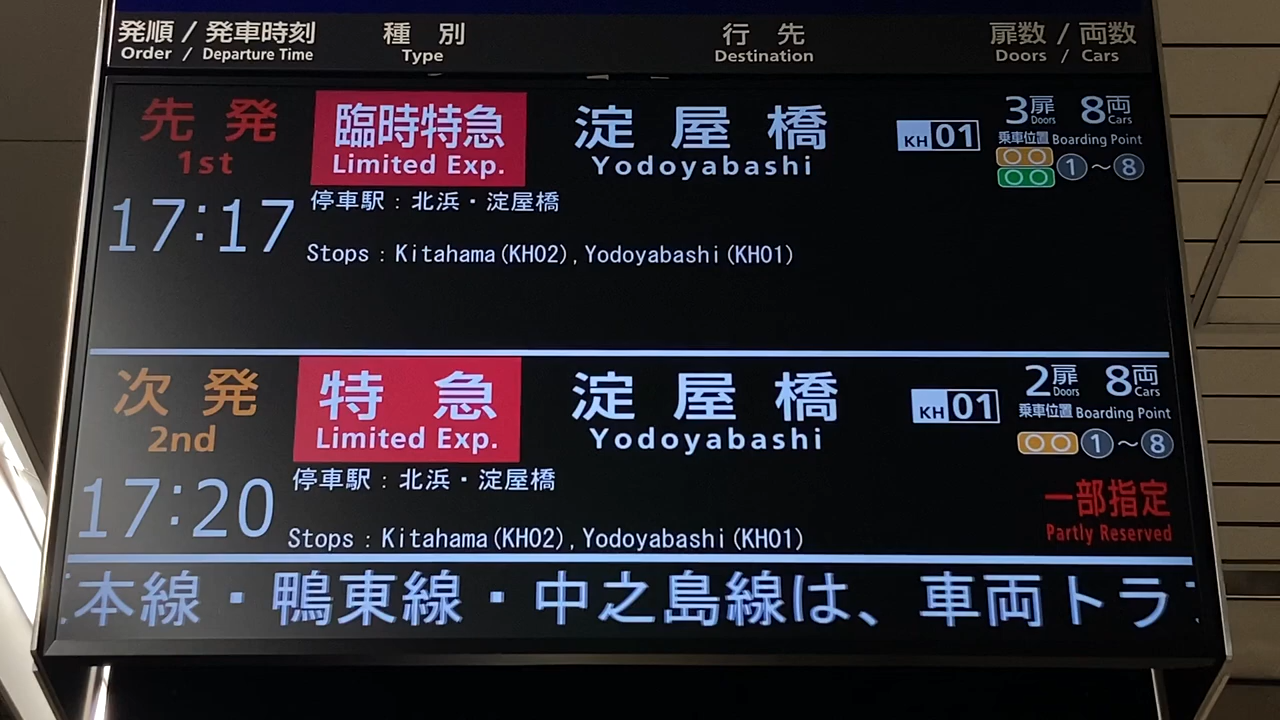 発順 / 発車時刻 種 別 行 先 扉数 / 両数
Order / Departure Time Type Destination Doors / Cars
先 発 臨時特急 淀 屋 橋 KH 01 3扉 8両
1st Limited Exp. Yodoyabashi Doors Cars
乗車位置 Boarding Point
○○ ○○ ①～⑧
17:17 停車駅：北浜・淀屋橋
Stops：Kitahama(KH02),Yodoyabashi(KH01)
次 発 特 急 淀 屋 橋 KH 01 2扉 8両
2nd Limited Exp. Yodoyabashi Doors Cars
乗車位置 Boarding Point
○○ ①～⑧
17:20 停車駅：北浜・淀屋橋 一部指定
Stops：Kitahama(KH02),Yodoyabashi(KH01) Partly Reserved
本線・鴨東線・中之島線は、車両トラ